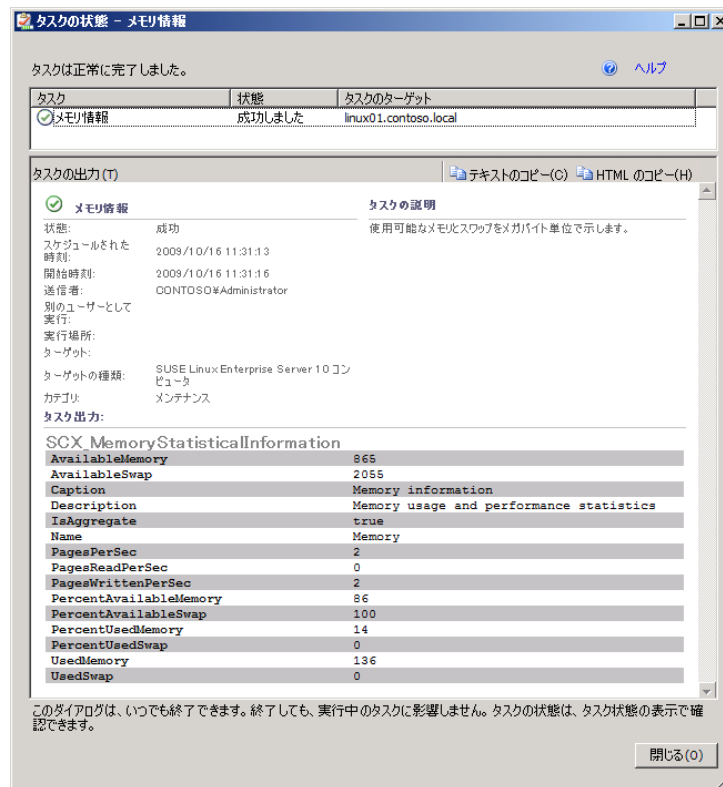 タスクの状態 - メモリ情報
タスクは正常に完了しました。
ヘルプ
タスク 状態 タスクのターゲット
メモリ情報 成功しました linux01.contoso.local
タスクの出力(T) テキストのコピー(C) HTML のコピー(H)
メモリ情報
タスクの説明
状態: 成功
使用可能なメモリとスワップをメガバイト単位で示します。
スケジュールされた
時刻: 2009/10/16 11:31:13
開始時刻: 2009/10/16 11:31:16
送信者: CONTOSO¥Administrator
別のユーザーとして
実行:
実行場所:
ターゲット:
ターゲットの種類: SUSE Linux Enterprise Server 10 コン
ピュータ
カテゴリ: メンテナンス
タスク出力:
SCX_MemoryStatisticalInformation
AvailableMemory 865
AvailableSwap 2055
Caption Memory information
Description Memory usage and performance statistics
IsAggregate true
Name Memory
PagesPerSec 2
PagesReadPerSec 0
PagesWrittenPerSec 2
PercentAvailableMemory 86
PercentAvailableSwap 100
PercentUsedMemory 14
PercentUsedSwap 0
UsedMemory 136
UsedSwap 0
このダイアログは、いつでも終了できます。終了しても、実行中のタスクに影響しません。タスクの状態は、タスク状態の表示で確
認できます。
閉じる(O)